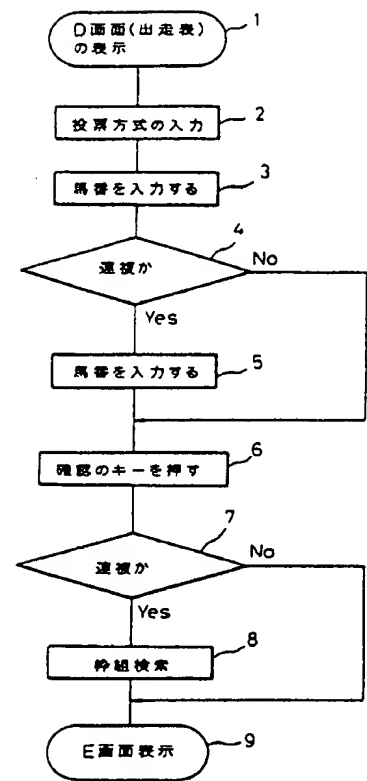 D画面(出走表)
の表示
1
投票方式の入力
2
馬番を入力する
3
連複か
4
No
Yes
馬番を入力する
5
確認のキーを押す
6
連複か
7
No
Yes
枠組検索
8
E画面表示
9